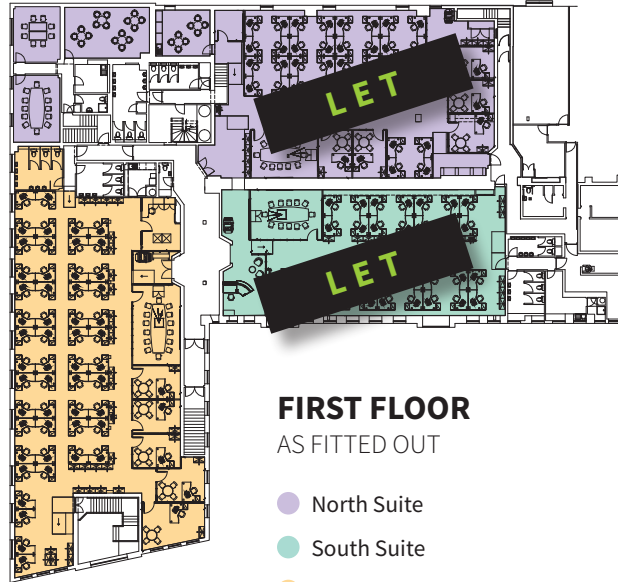 LET
LET
FIRST FLOOR
AS FITTED OUT
North Suite
South Suite